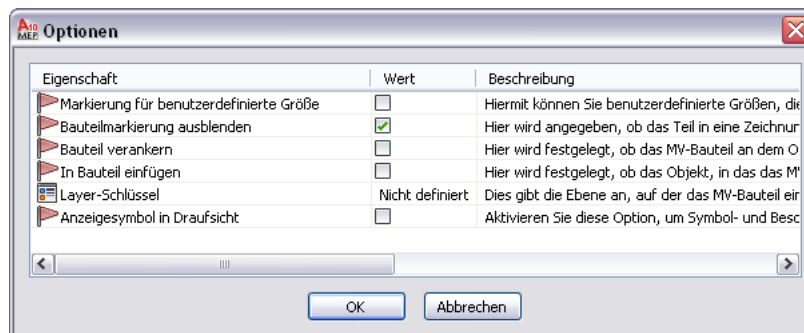 A10 MEP Optionen
Eigenschaft Wert Beschreibung
Markierung für benutzerdefinierte Größe Hiermit können Sie benutzerdefinierte Größen, die
Bauteilmarkierung ausblenden Hier wird angegeben, ob das Teil in eine Zeichnun
Bauteil verankern Hier wird festgelegt, ob das MV-Bauteil an dem O
In Bauteil einfügen Hier wird festgelegt, ob das Objekt, in das das M
Layer-Schlüssel Nicht definiert Dies gibt die Ebene an, auf der das MV-Bauteil ein
Anzeigesymbol in Draufsicht Aktivieren Sie diese Option, um Symbol- und Besc
OK Abbrechen